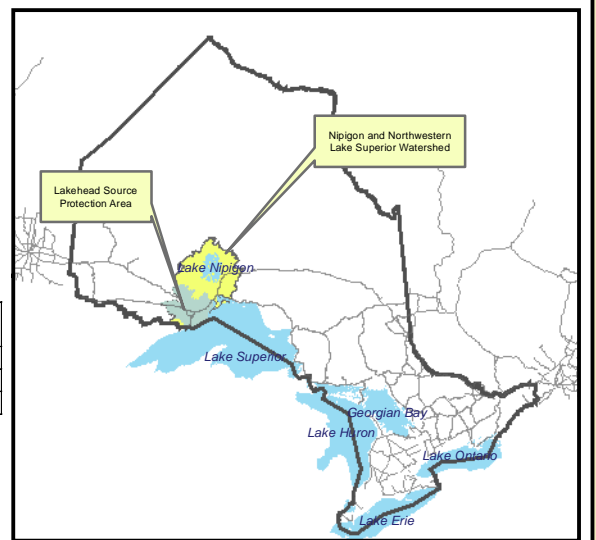 Nipigon and Northwestern
Lake Superior Watershed
Lakehead Source
Protection Area
Lake Nipigon
Lake Superior
Georgian Bay
Lake Huron
Lake Ontario
Lake Erie